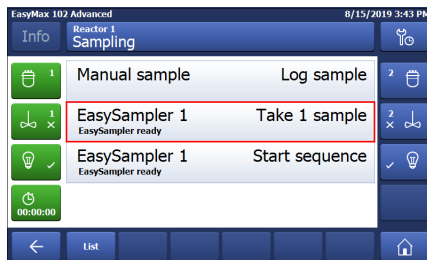 EasyMax 102 Advanced 8/15/2019 3:43 PM
Info
Reactor 1
Sampling
1
Manual sample Log sample
2
1
EasySampler 1 Take 1 sample
EasySampler ready
2
EasySampler 1 Start sequence
EasySampler ready
00:00:00
List